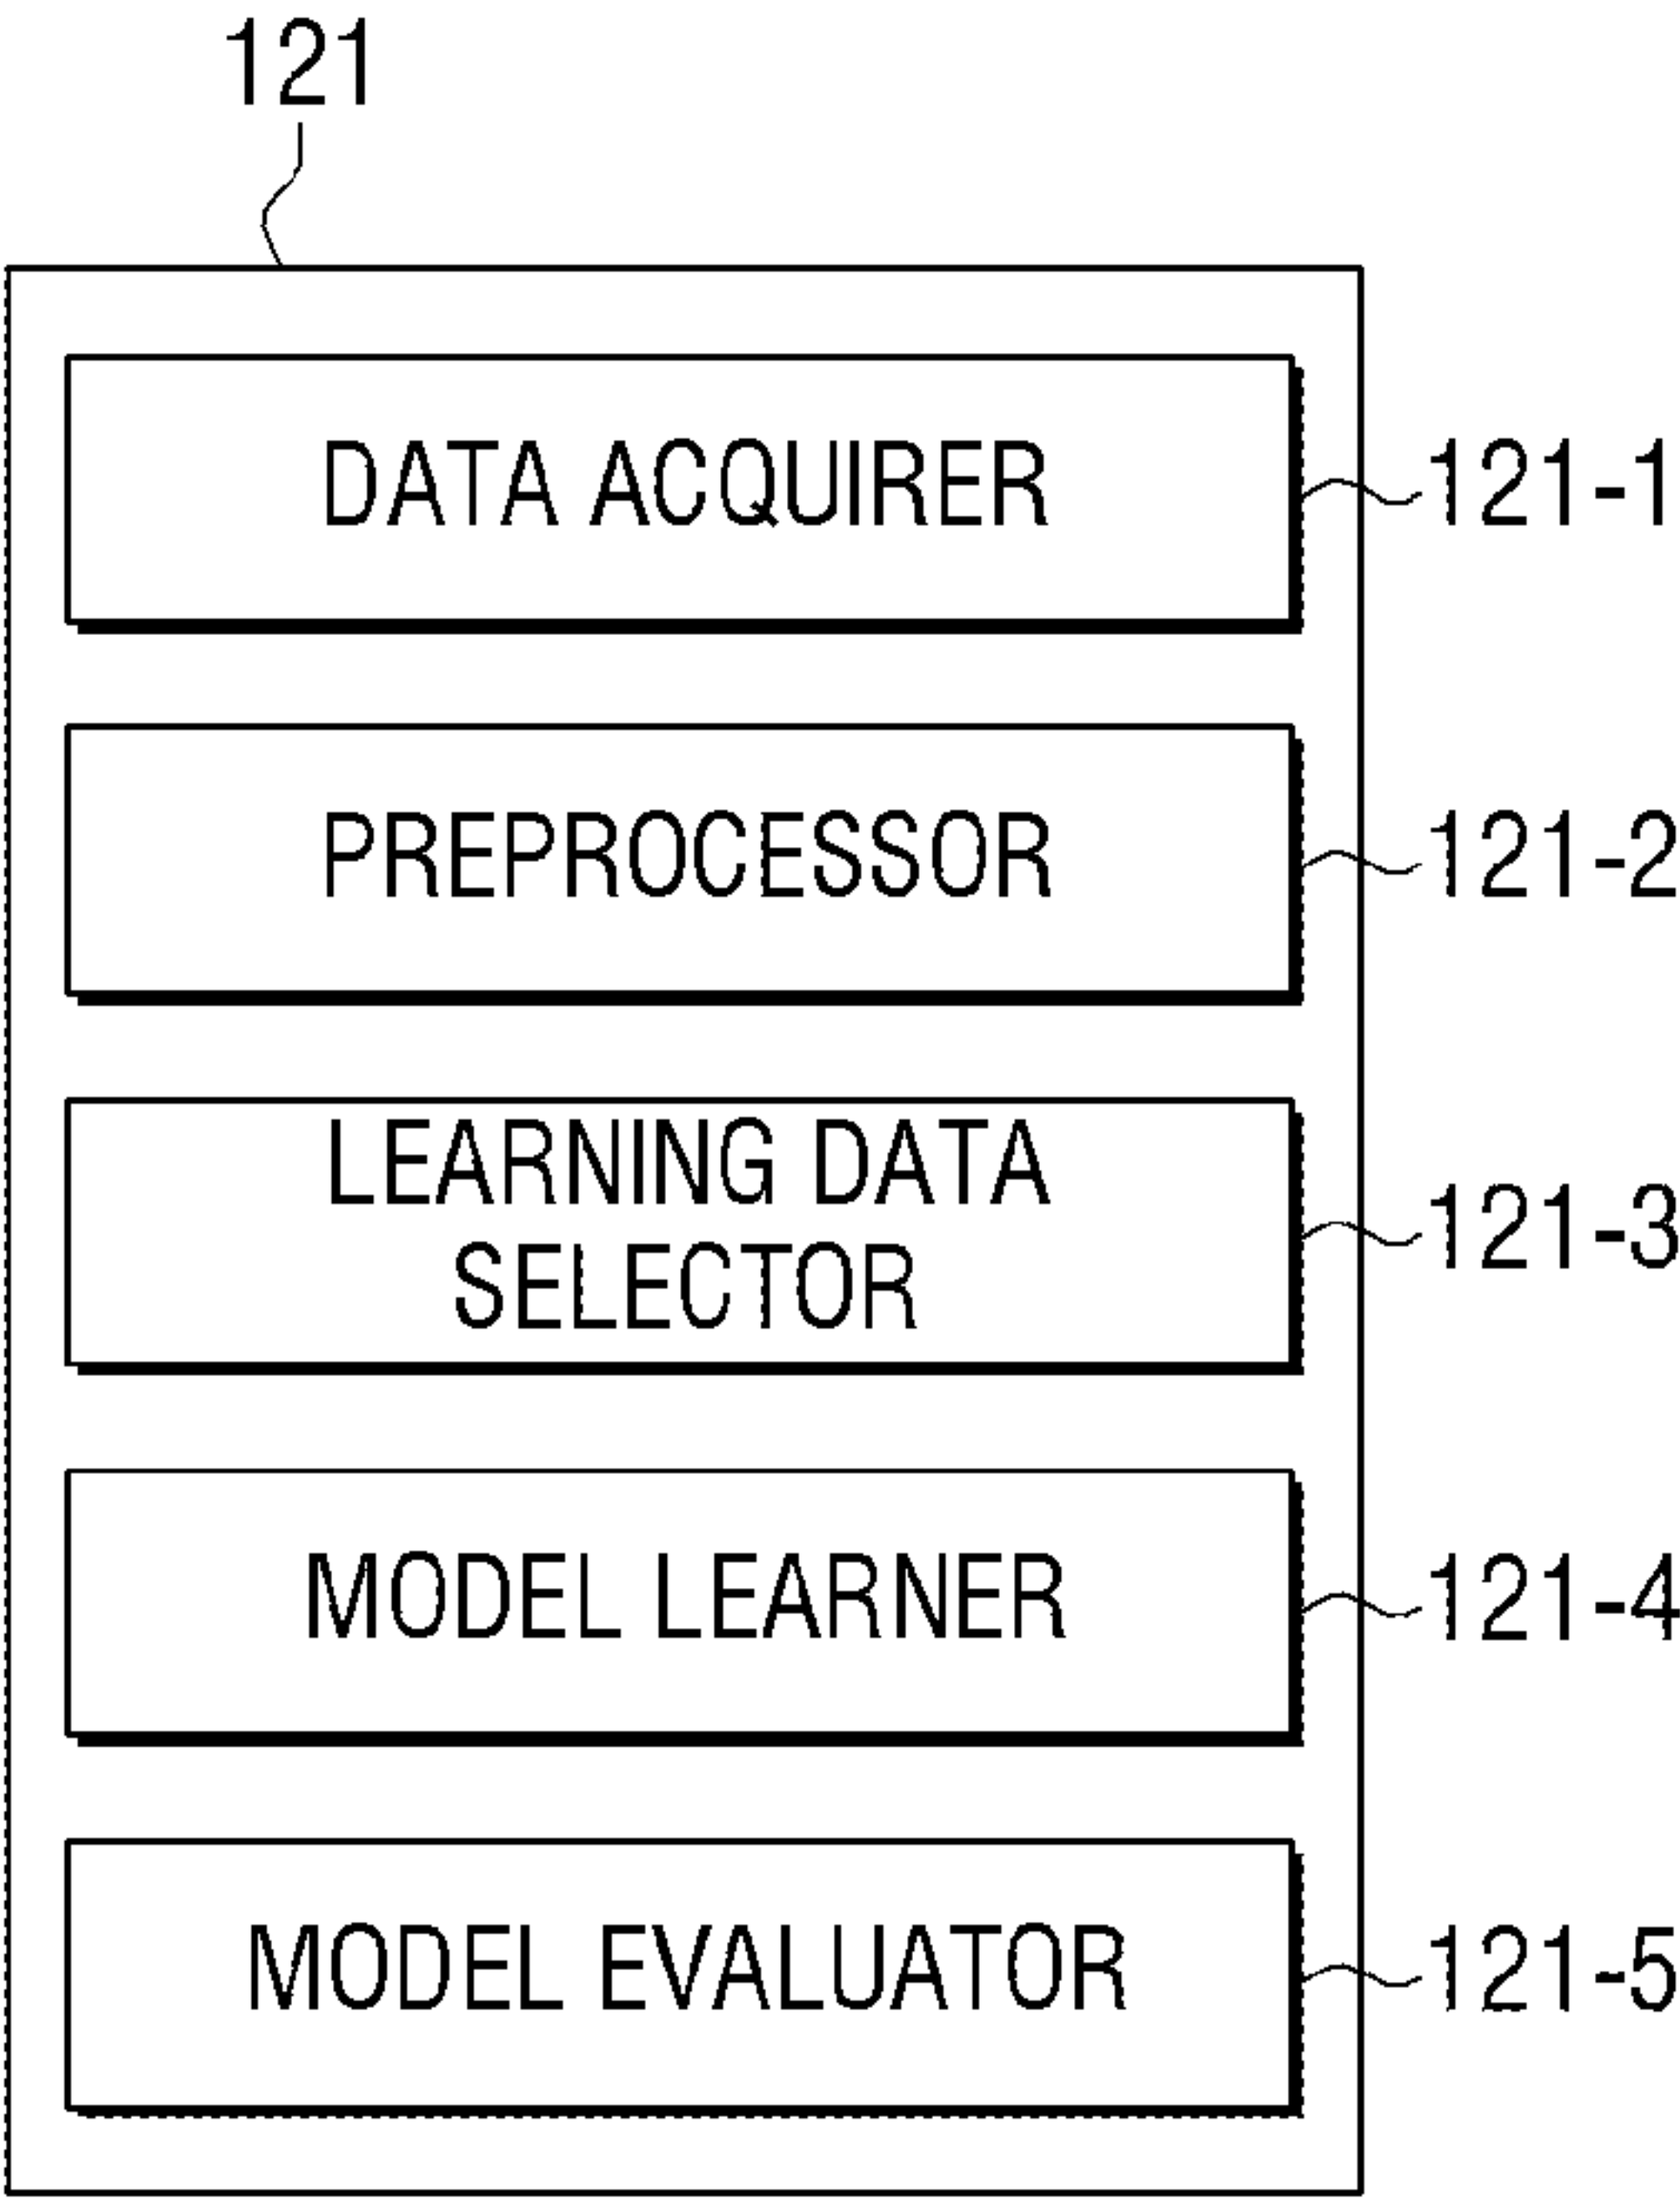 121
DATA ACQUIRER 121-1
PREPROCESSOR 121-2
LEARNING DATA
SELECTOR
121-3
MODEL LEARNER 121-4
MODEL EVALUATOR 121-5